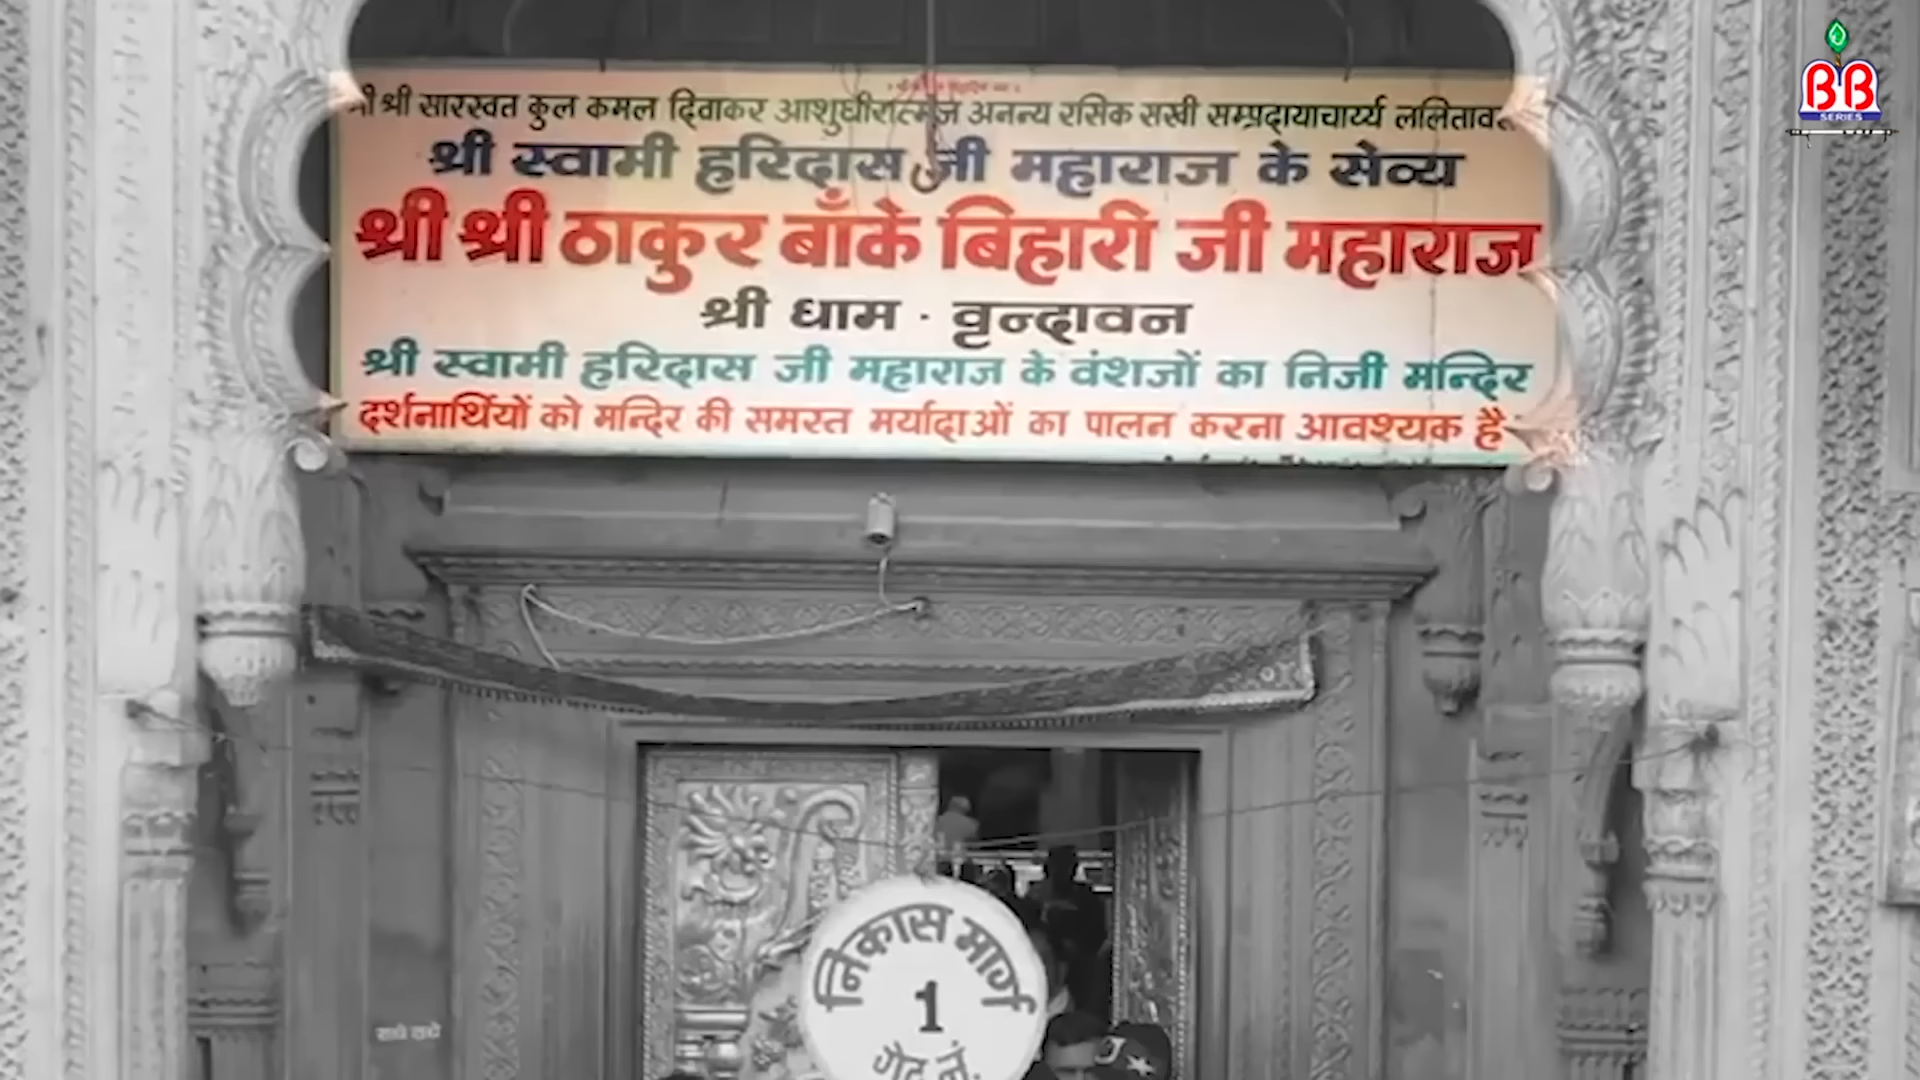 श्री सारस्वत कुल कमल दिवाकर आशुधीरात्मज अनन्य रसिक सखी सम्प्रदायाचार्य्य
श्री स्वामी हरिदास जी महाराज के सेव्य
श्री श्री ठाकुर बाँके बिहारी जी महाराज
श्री धाम · वृन्दावन
श्री स्वामी हरिदास जी महाराज के वंशजों का निजी मन्दिर
दर्शनार्थियों को मन्दिर की समस्त मर्यादाओं का पालन करना आवश्यक है
निकास मार्ग
1
गेट नं
राधे राधे
BB
SERIES